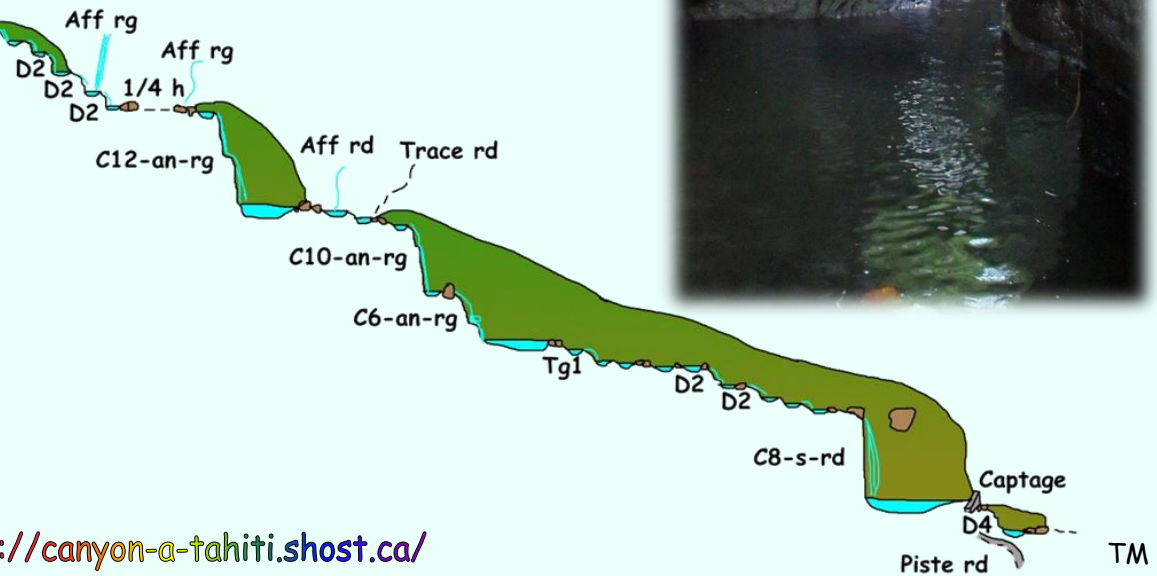 Aff rg
Aff rg
D2
D2
1/4 h
D2
C12-an-rg
Aff rd
Trace rd
C10-an-rg
C6-an-rg
Tg1
D2
D2
C8-s-rd
Captage
D4
Piste rd
://canyon-a-tahiti.shost.ca/
TM